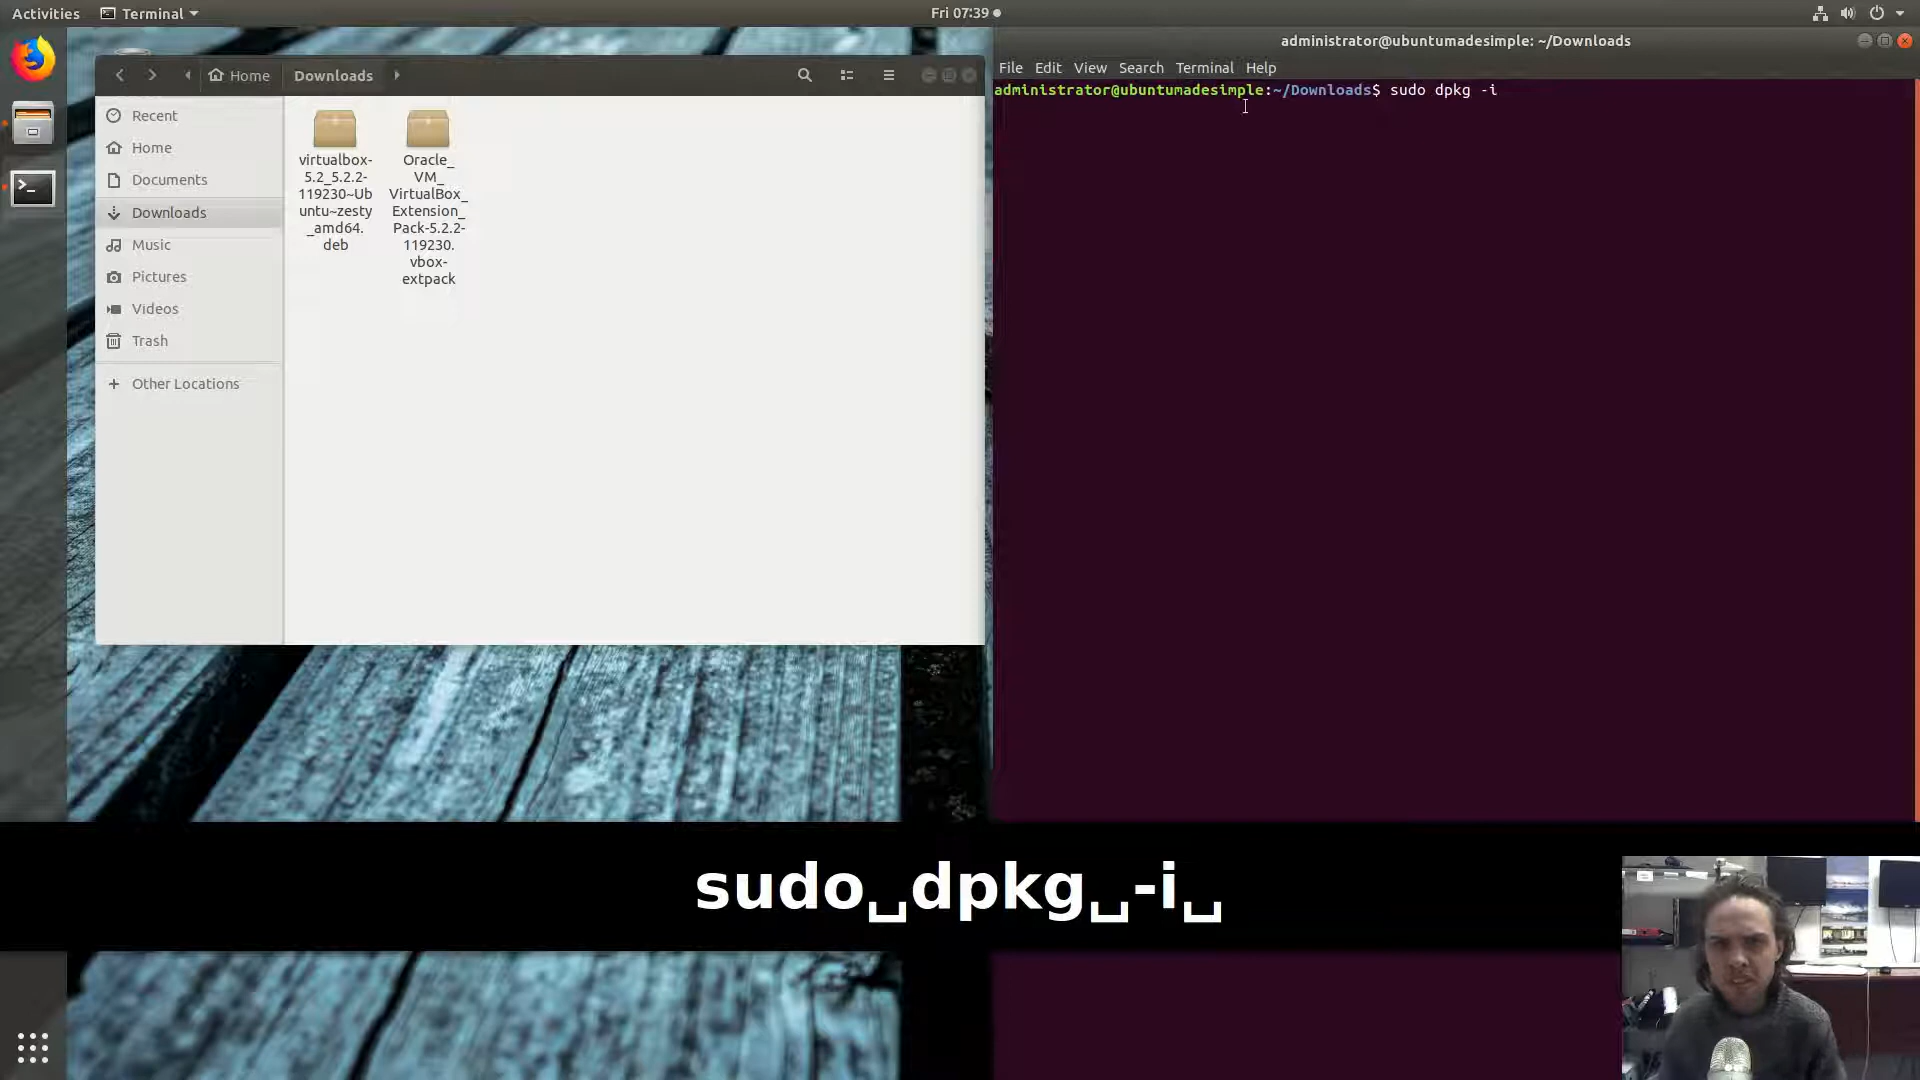 Activities
Terminal
Fri 07:39
Home
Downloads
Recent
Home
Documents
Downloads
Music
Pictures
Videos
Trash
Other Locations
virtualbox-
5.2_5.2.2-
119230~Ub
untu~zesty
_amd64.
deb
Oracle_
VM_
VirtualBox_
Extension_
Pack-5.2.2-
119230.
vbox-
extpack
administrator@ubuntumadesimple: ~/Downloads
File Edit View Search Terminal Help
administrator@ubuntumadesimple:~/Downloads$ sudo dpkg -i
sudo␣dpkg␣-i␣